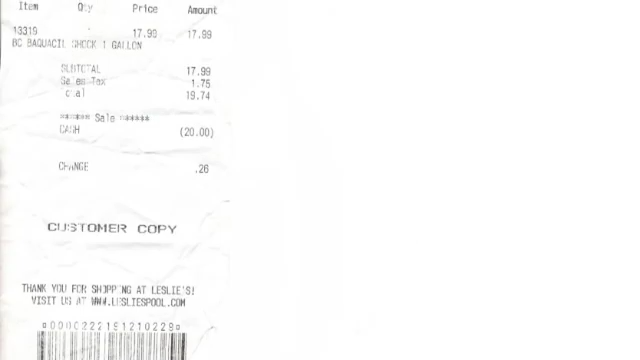 Item Qty Price Amount
13319 17.99 17.99
BC BAQUACIL SHOCK 1 GALLON
SUBTOTAL 17.99
Sales Tax 1.75
Total 19.74
****** Sale ******
CASH (20.00)
CHANGE .26
CUSTOMER COPY
THANK YOU FOR SHOPPING AT LESLIE'S!
VISIT US AT WWW.LESLIESPOOL.COM